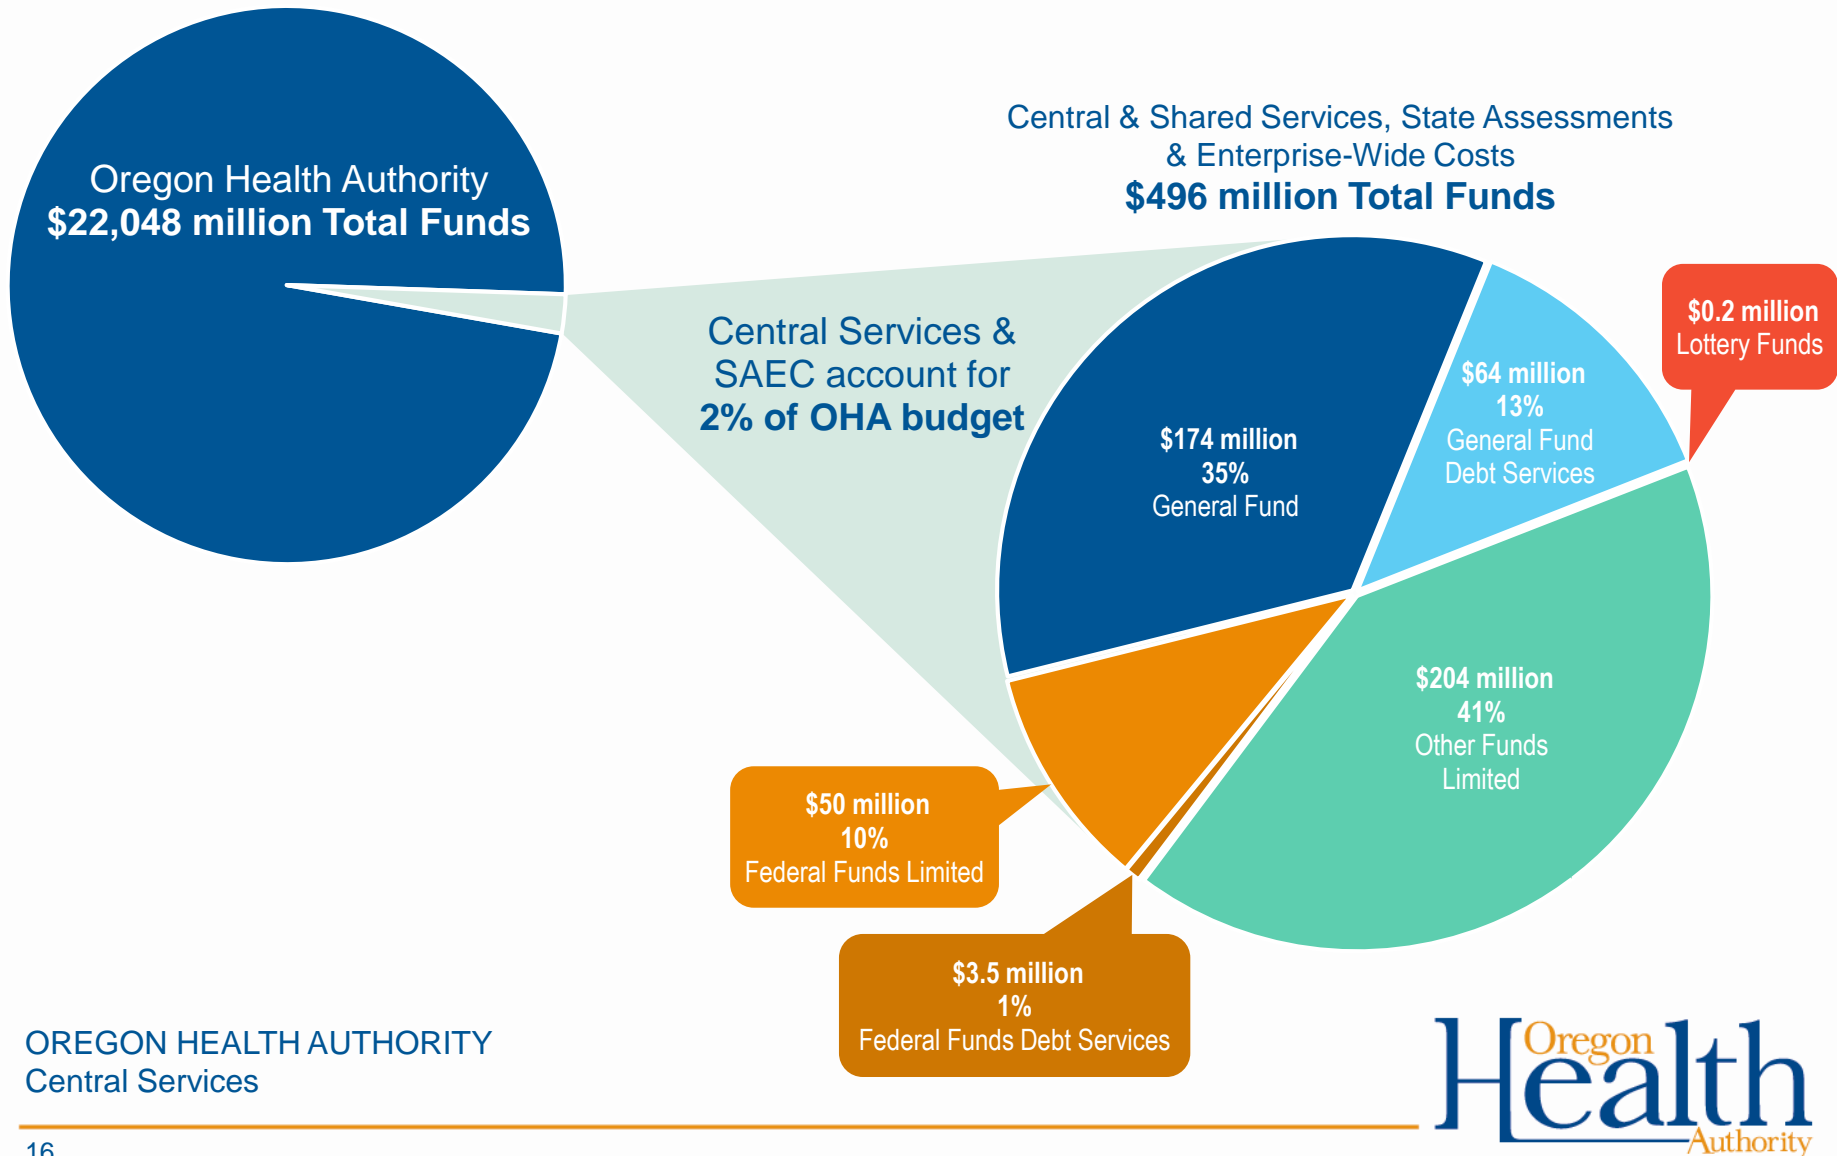 Oregon Health Authority
$22,048 million Total Funds
Central & Shared Services, State Assessments
& Enterprise-Wide Costs
$496 million Total Funds
Central Services &
SAEC account for
2% of OHA budget
$174 million
35%
General Fund
$64 million
13%
General Fund
Debt Services
$0.2 million
Lottery Funds
$204 million
41%
Other Funds
Limited
$50 million
10%
Federal Funds Limited
$3.5 million
1%
Federal Funds Debt Services
OREGON HEALTH AUTHORITY
Central Services
16
Oregon
Health
Authority